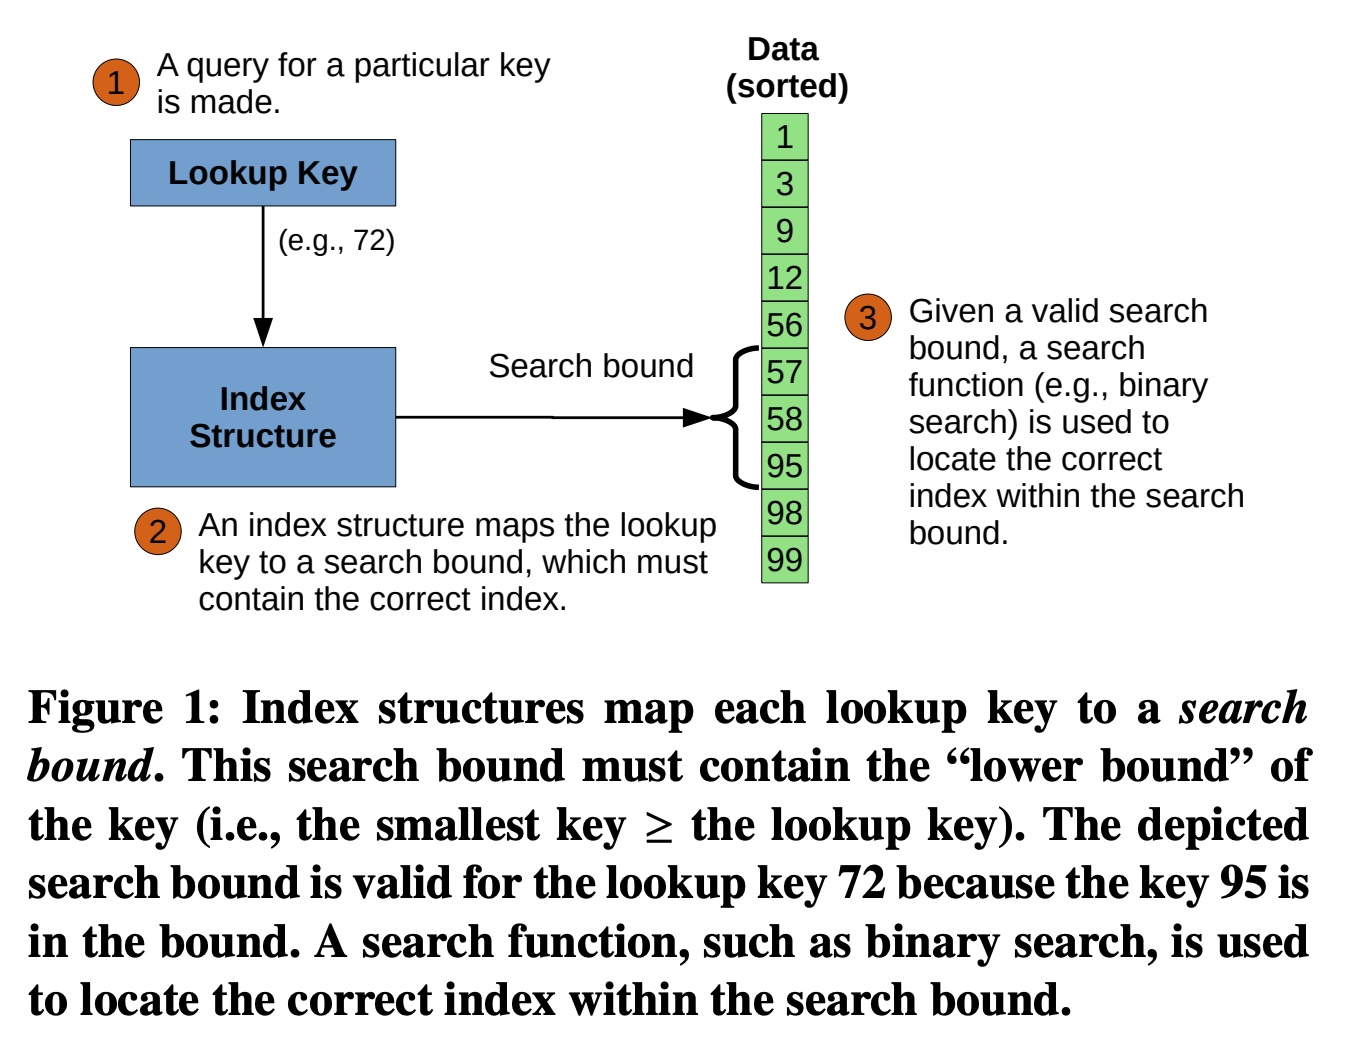 1
A query for a particular key
is made.
Lookup Key
(e.g., 72)
Index
Structure
2
An index structure maps the lookup
key to a search bound, which must
contain the correct index.
Search bound
Data
(sorted)
1
3
9
12
56
57
58
95
98
99
3
Given a valid search
bound, a search
function (e.g., binary
search) is used to
locate the correct
index within the search
bound.
Figure 1: Index structures map each lookup key to a search
bound. This search bound must contain the “lower bound” of
the key (i.e., the smallest key ≥ the lookup key). The depicted
search bound is valid for the lookup key 72 because the key 95 is
in the bound. A search function, such as binary search, is used
to locate the correct index within the search bound.